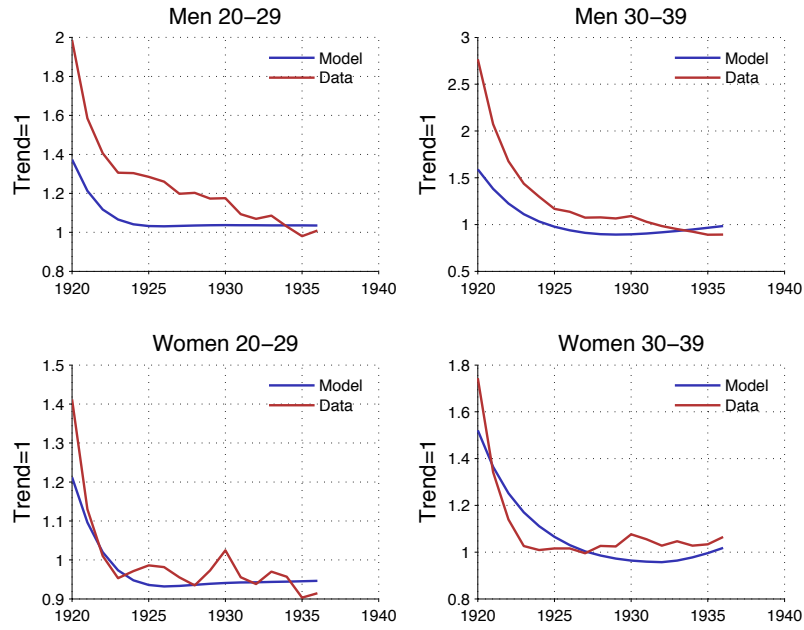 Men 20−29
Trend=1
2
1.8
1.6
1.4
1.2
1
0.8
1920 1925 1930 1935 1940
Model
Data
Men 30−39
Trend=1
3
2.5
2
1.5
1
0.5
1920 1925 1930 1935 1940
Model
Data
Women 20−29
Trend=1
1.5
1.4
1.3
1.2
1.1
1
0.9
1920 1925 1930 1935 1940
Model
Data
Women 30−39
Trend=1
1.8
1.6
1.4
1.2
1
0.8
1920 1925 1930 1935 1940
Model
Data